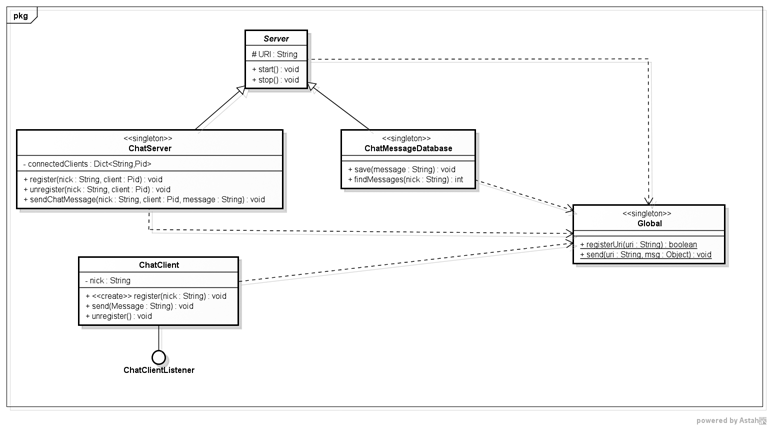 pkg
Server
# URI : String
+ start() : void
+ stop() : void
<<singleton>>
ChatServer
- connectedClients : Dict<String,Pid>
+ register(nick : String, client : Pid) : void
+ unregister(nick : String, client : Pid) : void
+ sendChatMessage(nick : String, client : Pid, message : String) : void
<<singleton>>
ChatMessageDatabase
+ save(message : String) : void
+ findMessages(nick : String) : int
<<singleton>>
Global
+ registerUri(uri : String) : boolean
+ send(uri : String, msg : Object) : void
ChatClient
- nick : String
+ <<create>> register(nick : String) : void
+ send(Message : String) : void
+ unregister() : void
ChatClientListener
powered by Astah